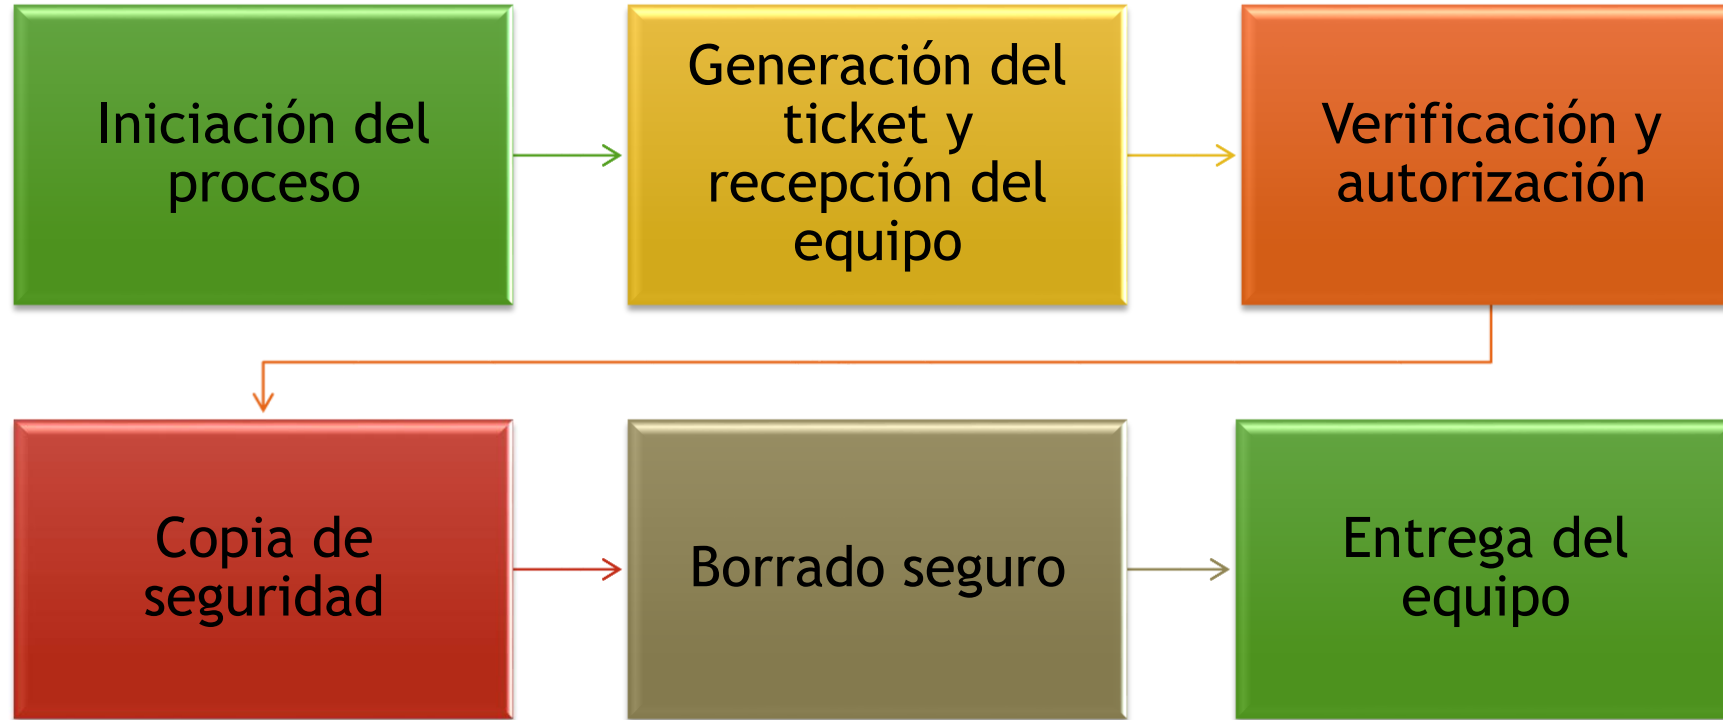 Iniciación del
proceso
Generación del
ticket y
recepción del
equipo
Verificación y
autorización
Copia de
seguridad
Borrado seguro
Entrega del
equipo